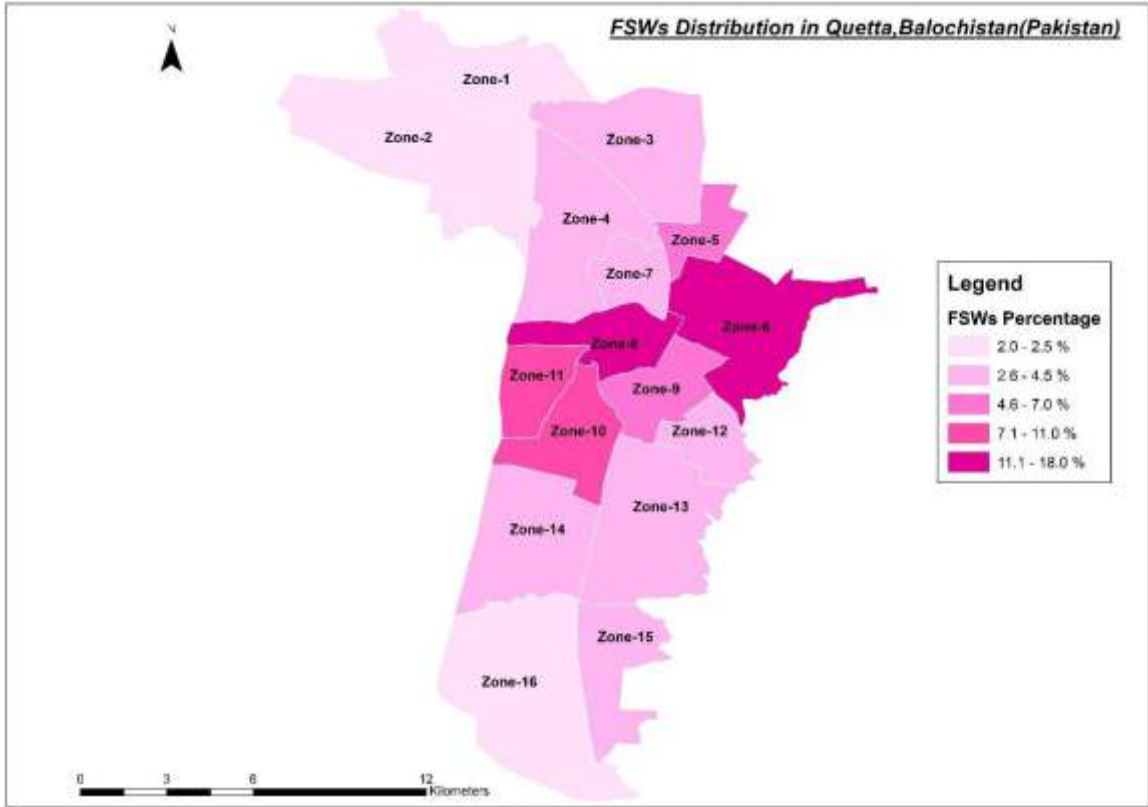 FSWs Distribution in Quetta,Balochistan(Pakistan)
Zone-1
Zone-2
Zone-3
Zone-4
Zone-5
Zone-7
Zone-6
Zone-8
Zone-11
Zone-9
Zone-10
Zone-12
Zone-13
Zone-14
Zone-15
Zone-16
Legend
FSWs Percentage
2.0 - 2.5 %
2.6 - 4.5 %
4.6 - 7.0 %
7.1 - 11.0 %
11.1 - 18.0 %
0 3 6 12
Kilometers